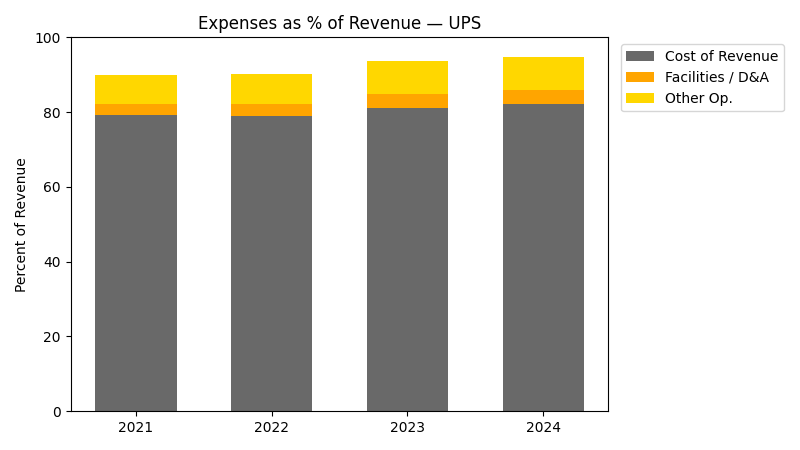 Expenses as % of Revenue — UPS
Percent of Revenue
100
80
60
40
20
0
2021
2022
2023
2024
Cost of Revenue
Facilities / D&A
Other Op.